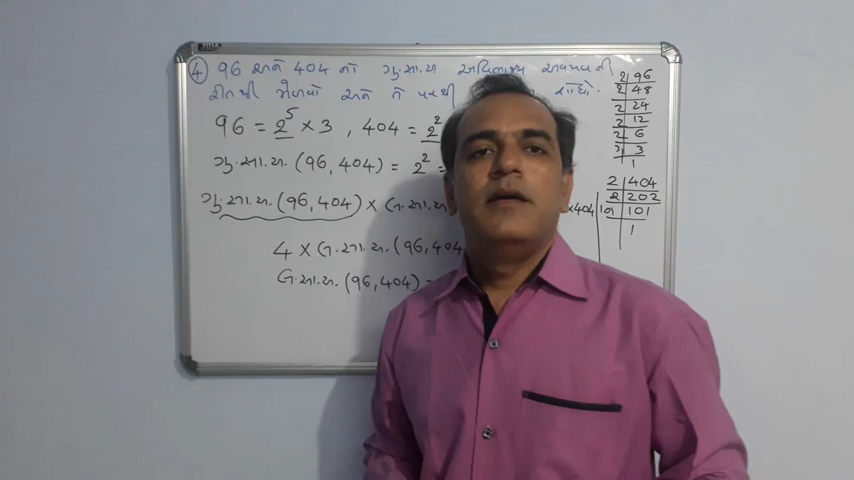 ④ 96 અને 404 નો ગુ.સા.અ અવિભાજ્ય અવયવની
રીતથી મેળવો અને તે પરથી શોધો.
96 = 2⁵ × 3 , 404 = 2²
ગુ.સા.અ. (96, 404) = 2² =
ગુ.સા.અ. (96, 404) × લ.સા.અ. ×404
4 × લ.સા.અ. (96, 404
લ.સા.અ. (96, 404) =
2 | 96
2 | 48
2 | 24
2 | 12
2 | 6
3 | 3
1
2 | 404
2 | 202
101 | 101
1